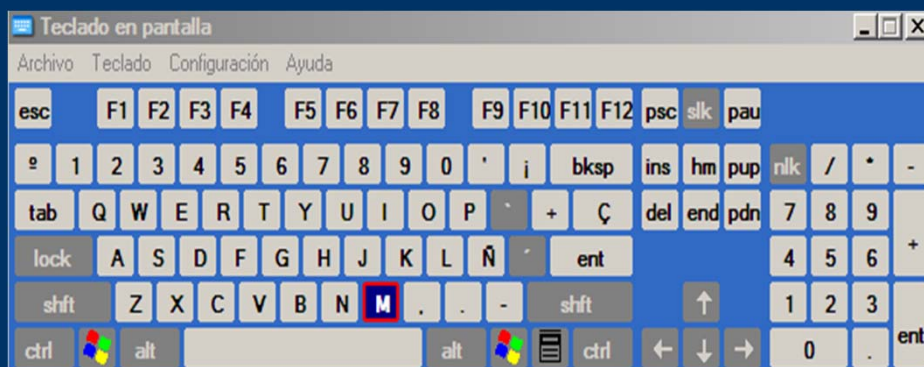 Teclado en pantalla
Archivo Teclado Configuración Ayuda
esc F1 F2 F3 F4 F5 F6 F7 F8 F9 F10 F11 F12 psc slk pau
º 1 2 3 4 5 6 7 8 9 0 ' ¡ bksp ins hm pup nlk / * -
tab Q W E R T Y U I O P ` + Ç del end pdn 7 8 9 +
lock A S D F G H J K L Ñ ´ ent 4 5 6
shft Z X C V B N M , . - shft ↑ 1 2 3 ent
ctrl alt alt ctrl ← ↓ → 0 .